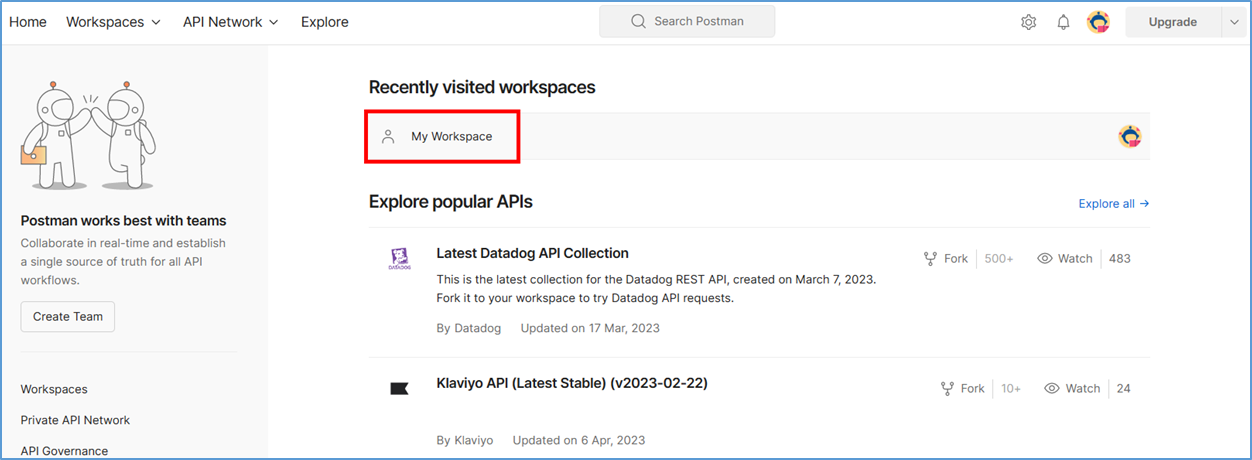 Home Workspaces API Network Explore Search Postman Upgrade
Postman works best with teams
Collaborate in real-time and establish
a single source of truth for all API
workflows.
Create Team
Workspaces
Private API Network
API Governance
Recently visited workspaces
My Workspace
Explore popular APIs Explore all →
DATADOG
Latest Datadog API Collection Fork 500+ Watch 483
This is the latest collection for the Datadog REST API, created on March 7, 2023.
Fork it to your workspace to try Datadog API requests.
By Datadog Updated on 17 Mar, 2023
Klaviyo API (Latest Stable) (v2023-02-22) Fork 10+ Watch 24
By Klaviyo Updated on 6 Apr, 2023